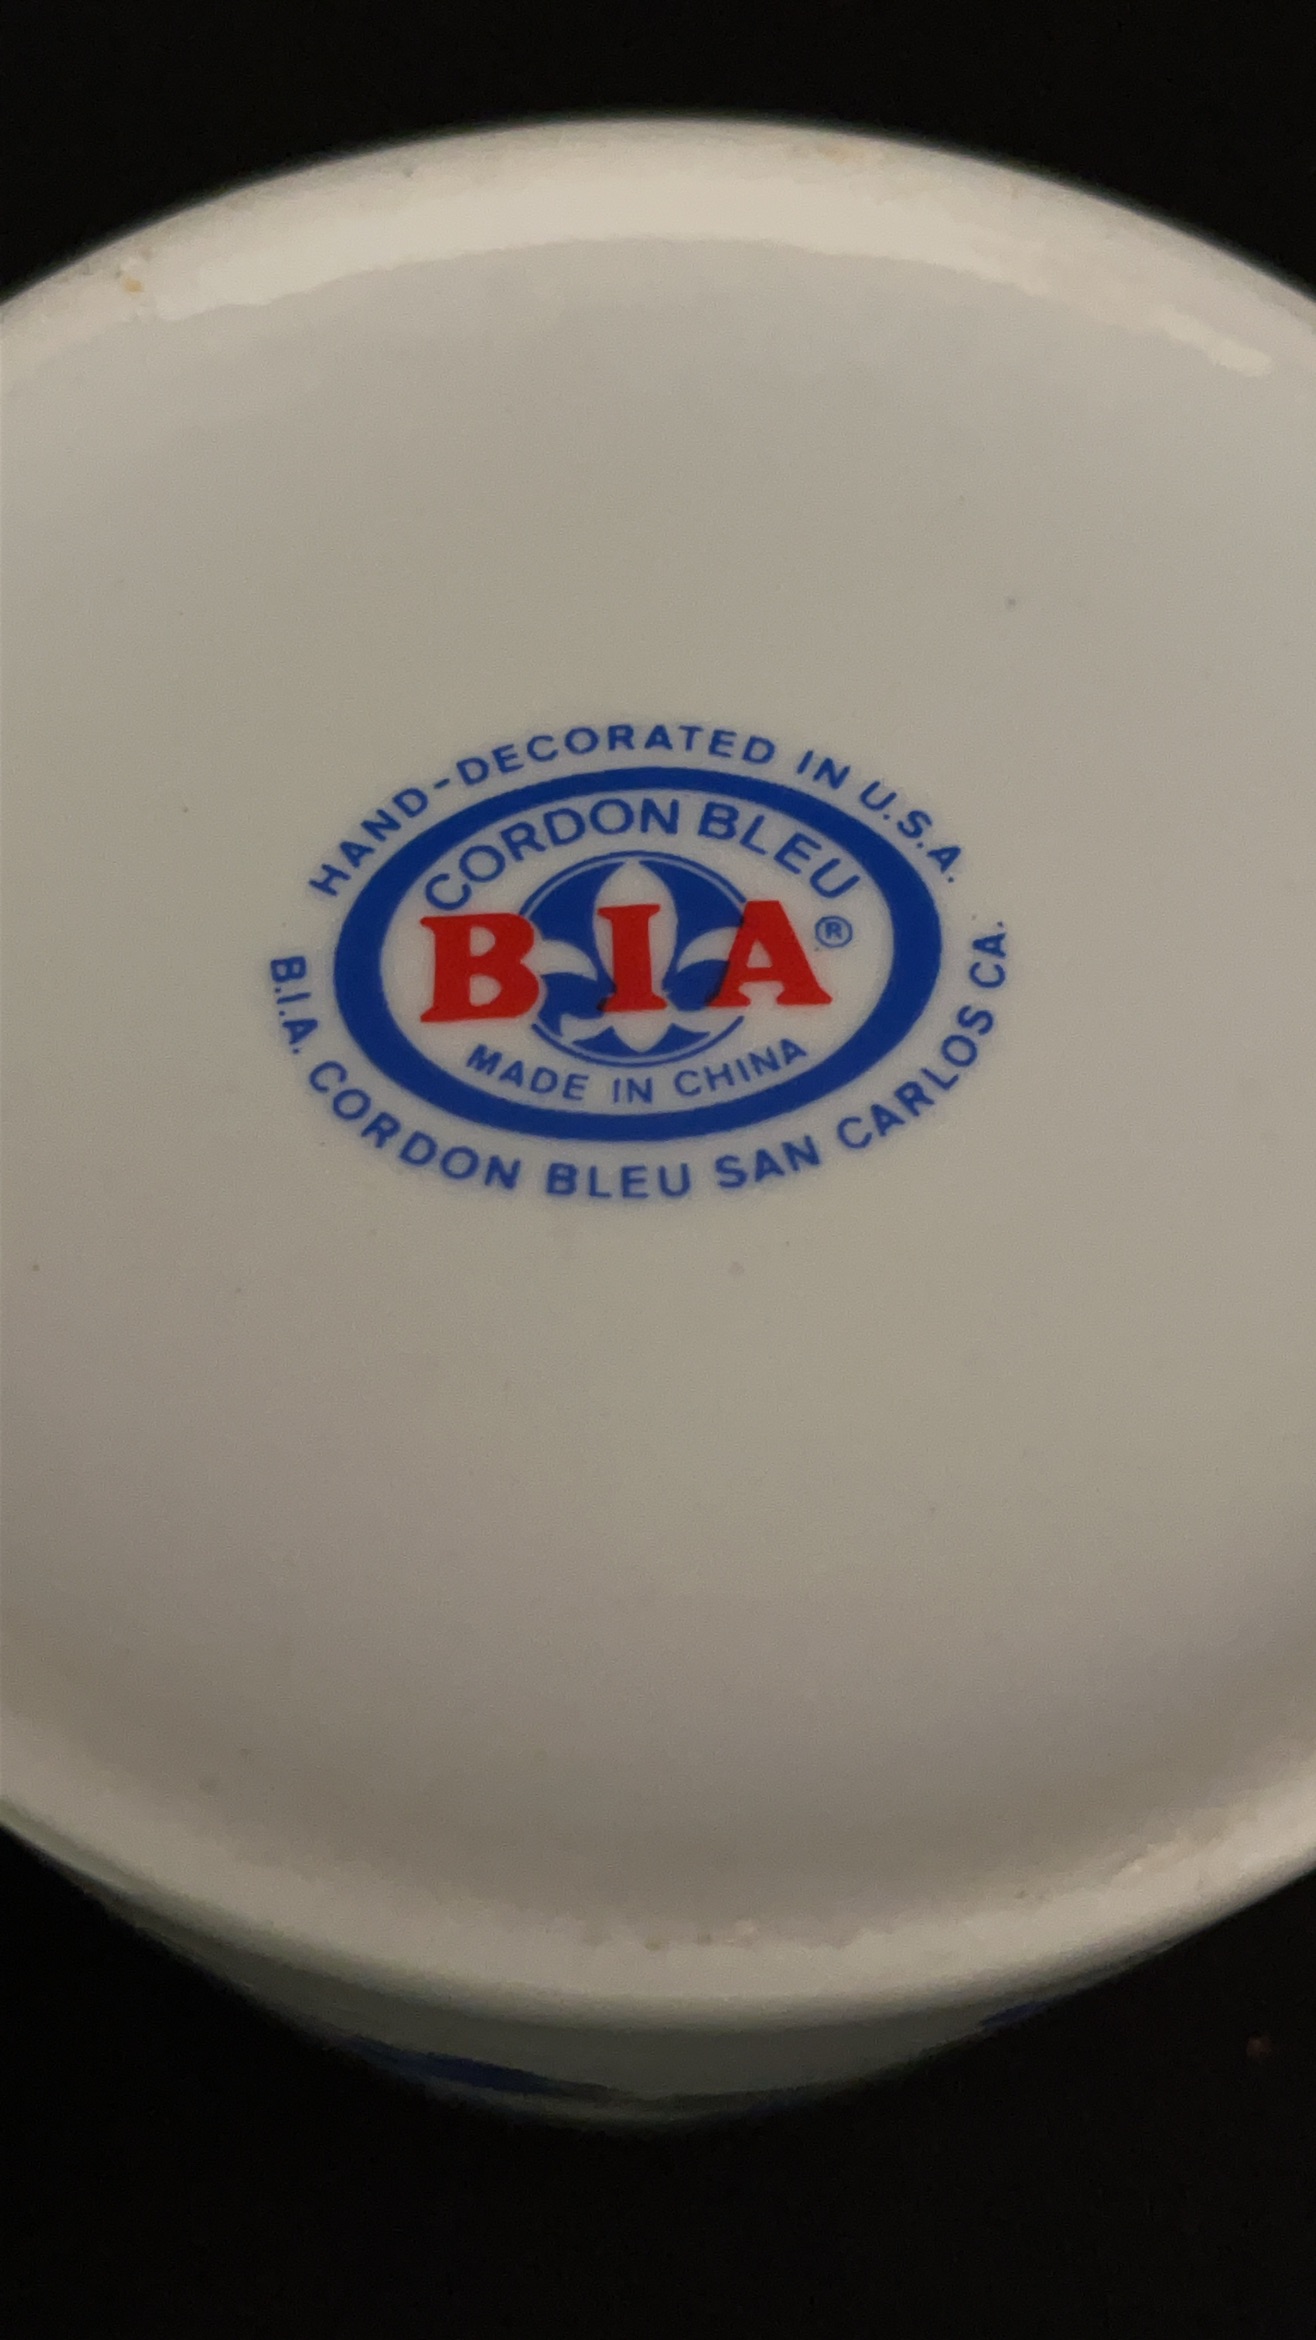 HAND-DECORATED IN U.S.A.
CORDON BLEU
BIA®
MADE IN CHINA
B.I.A. CORDON BLEU SAN CARLOS CA.